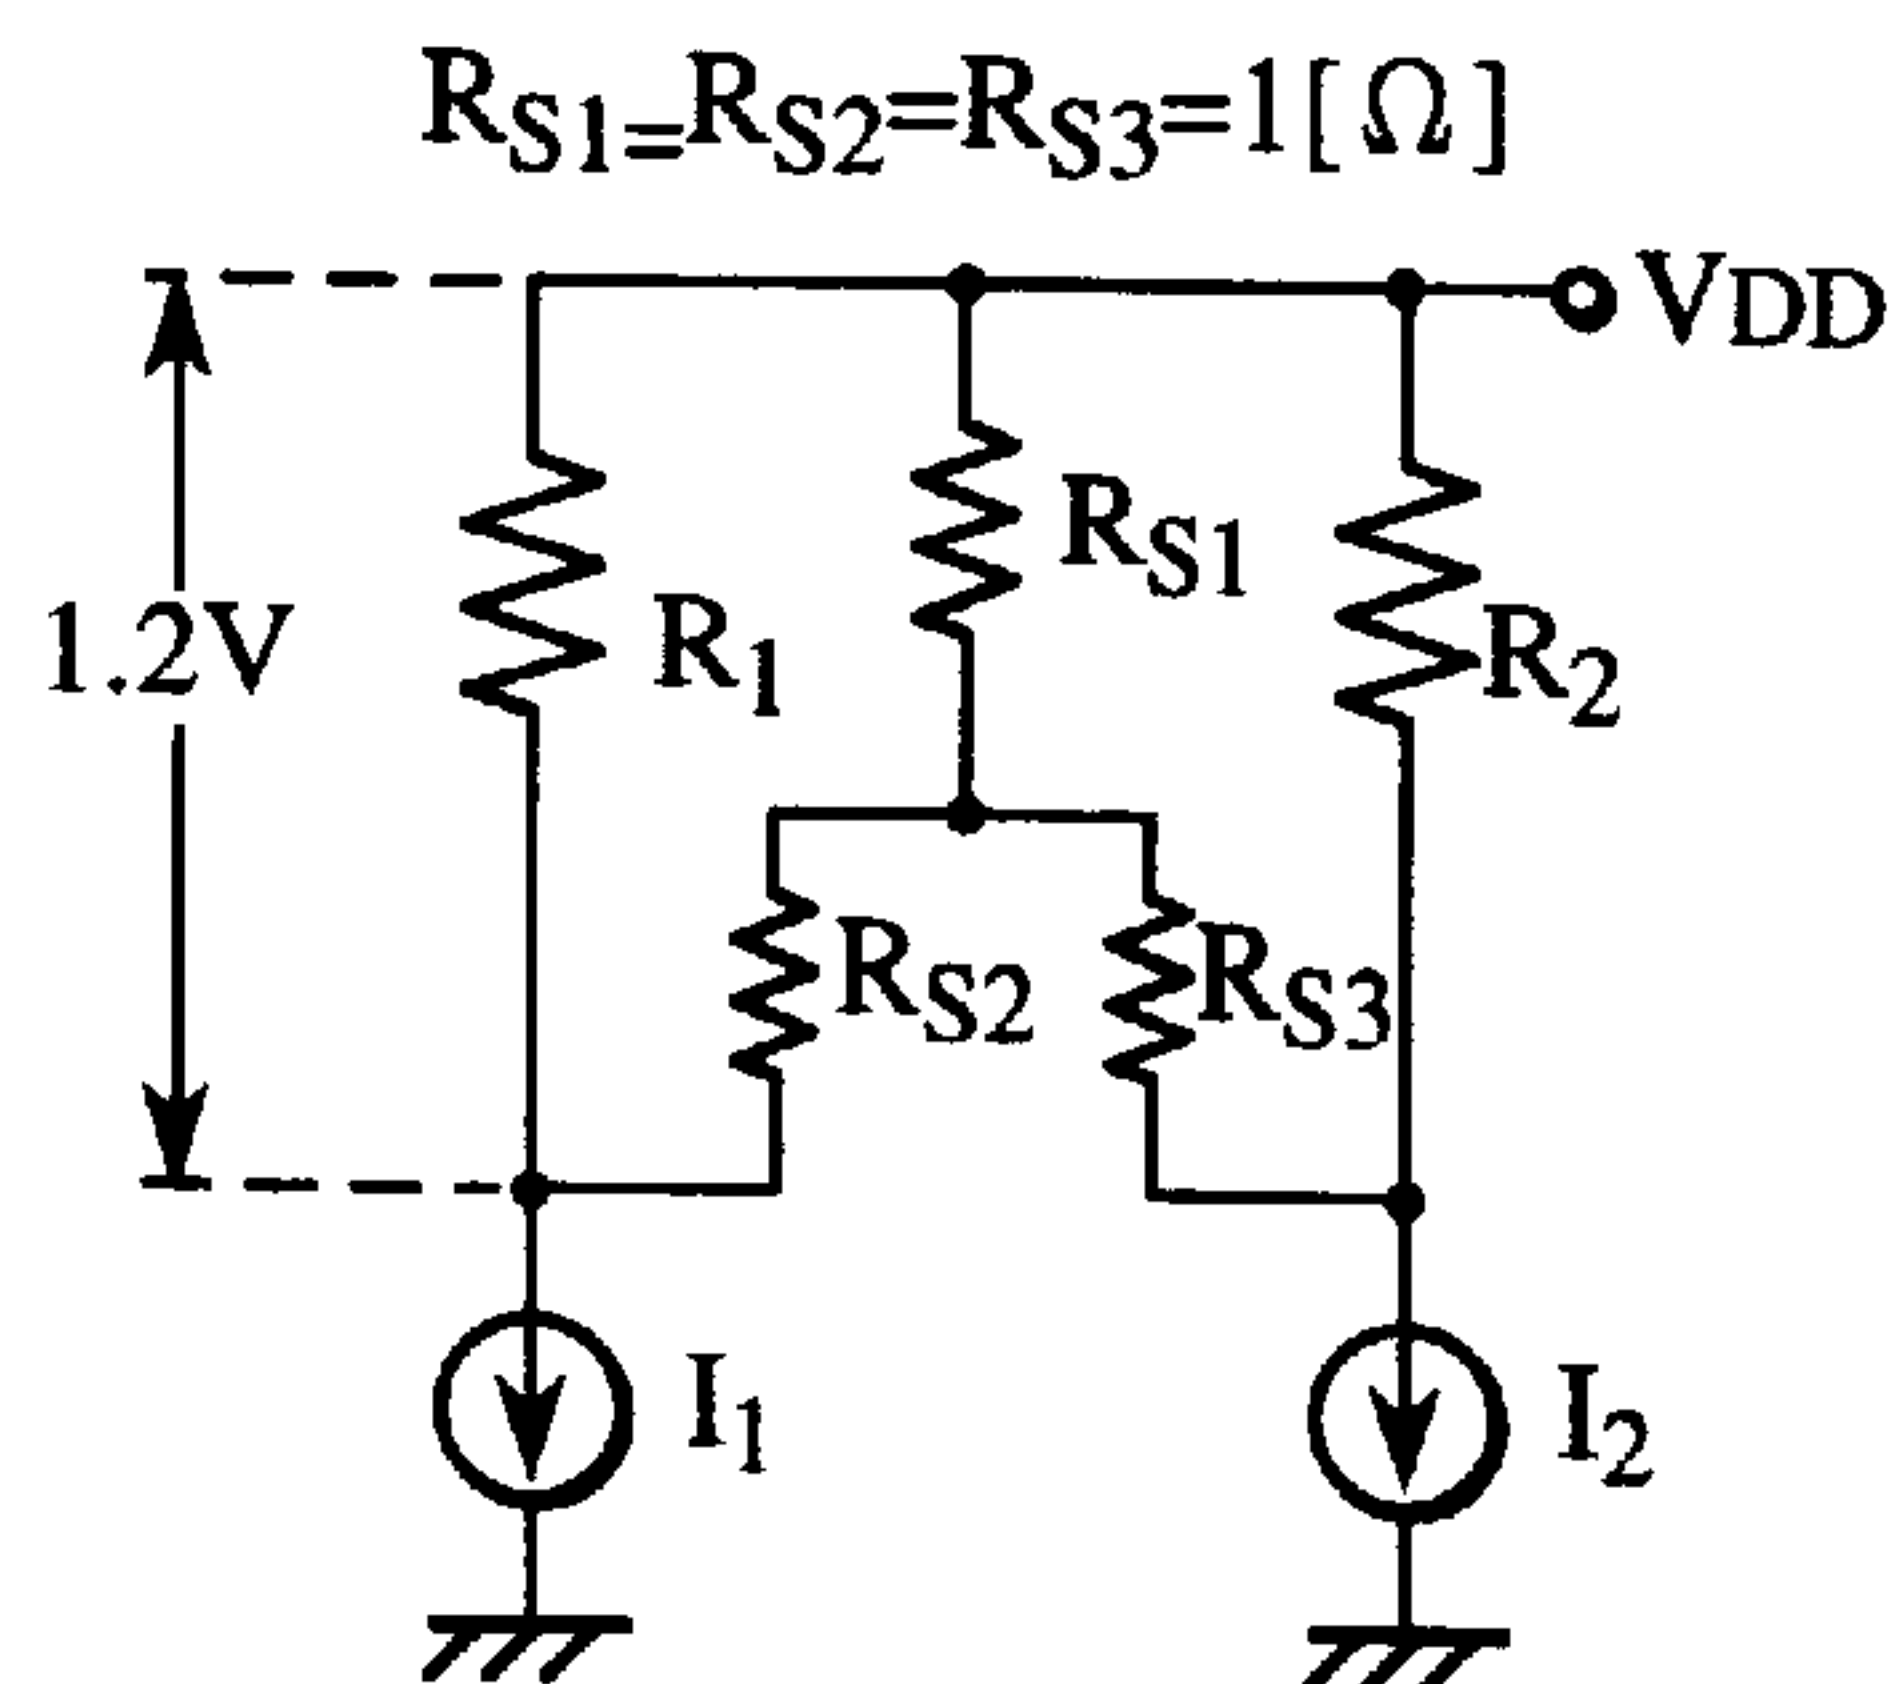 RS1=RS2=RS3=1[Ω]
VDD
RS1
1.2V
R1
R2
RS2
RS3
I1
I2